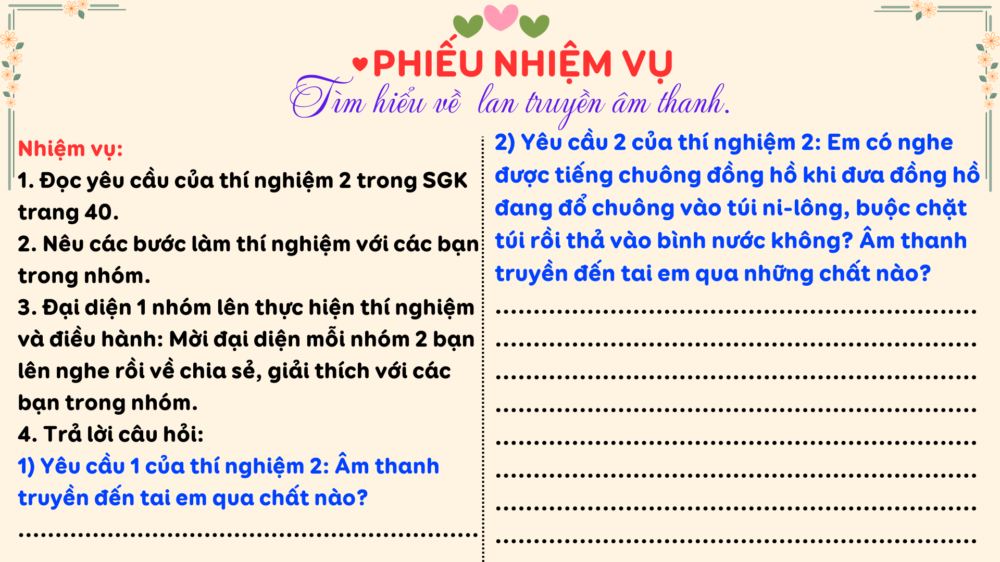 PHIẾU NHIỆM VỤ
Tìm hiểu về lan truyền âm thanh.
Nhiệm vụ:
1. Đọc yêu cầu của thí nghiệm 2 trong SGK
trang 40.
2. Nêu các bước làm thí nghiệm với các bạn
trong nhóm.
3. Đại diện 1 nhóm lên thực hiện thí nghiệm
và điều hành: Mời đại diện mỗi nhóm 2 bạn
lên nghe rồi về chia sẻ, giải thích với các
bạn trong nhóm.
4. Trả lời câu hỏi:
1) Yêu cầu 1 của thí nghiệm 2: Âm thanh
truyền đến tai em qua chất nào?
2) Yêu cầu 2 của thí nghiệm 2: Em có nghe
được tiếng chuông đồng hồ khi đưa đồng hồ
đang đổ chuông vào túi ni-lông, buộc chặt
túi rồi thả vào bình nước không? Âm thanh
truyền đến tai em qua những chất nào?